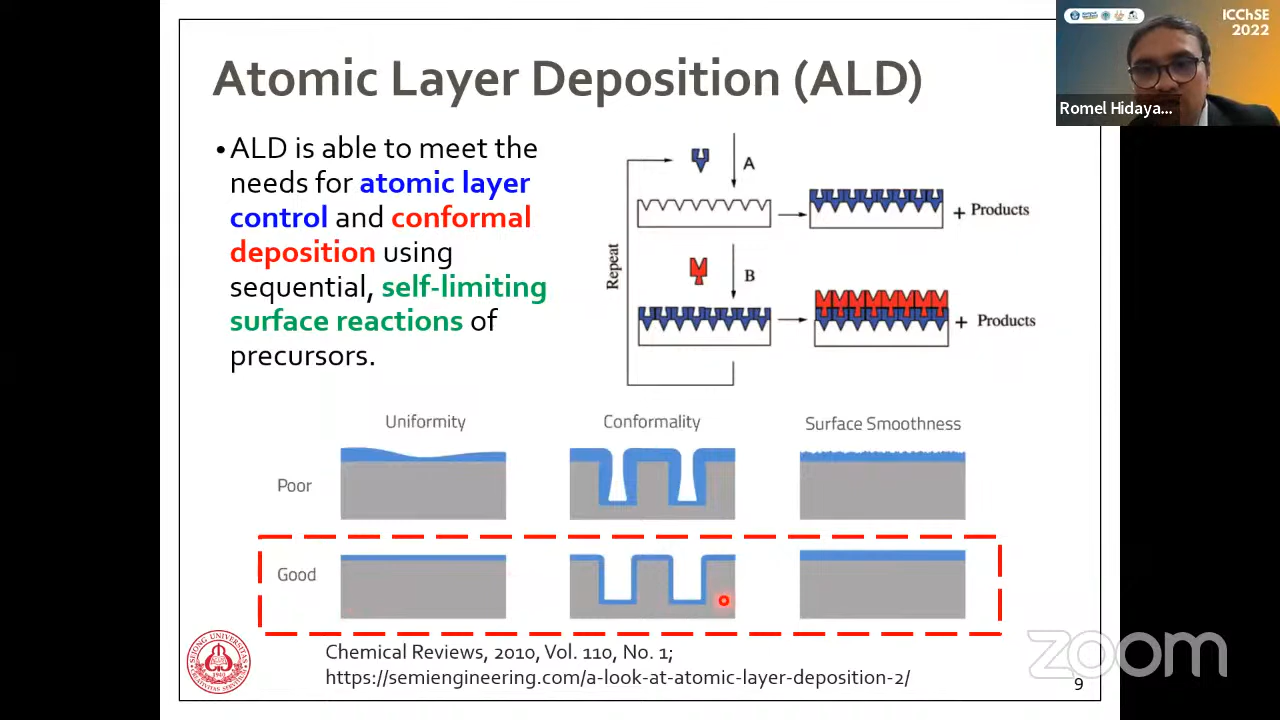 ICChSE
2022
Romel Hidaya...
Atomic Layer Deposition (ALD)
•ALD is able to meet the
needs for atomic layer
control and conformal
deposition using
sequential, self-limiting
surface reactions of
precursors.
A
+ Products
Repeat
B
+ Products
Uniformity
Conformality
Surface Smoothness
Poor
Good
Chemical Reviews, 2010, Vol. 110, No. 1;
https://semiengineering.com/a-look-at-atomic-layer-deposition-2/
9
zoom